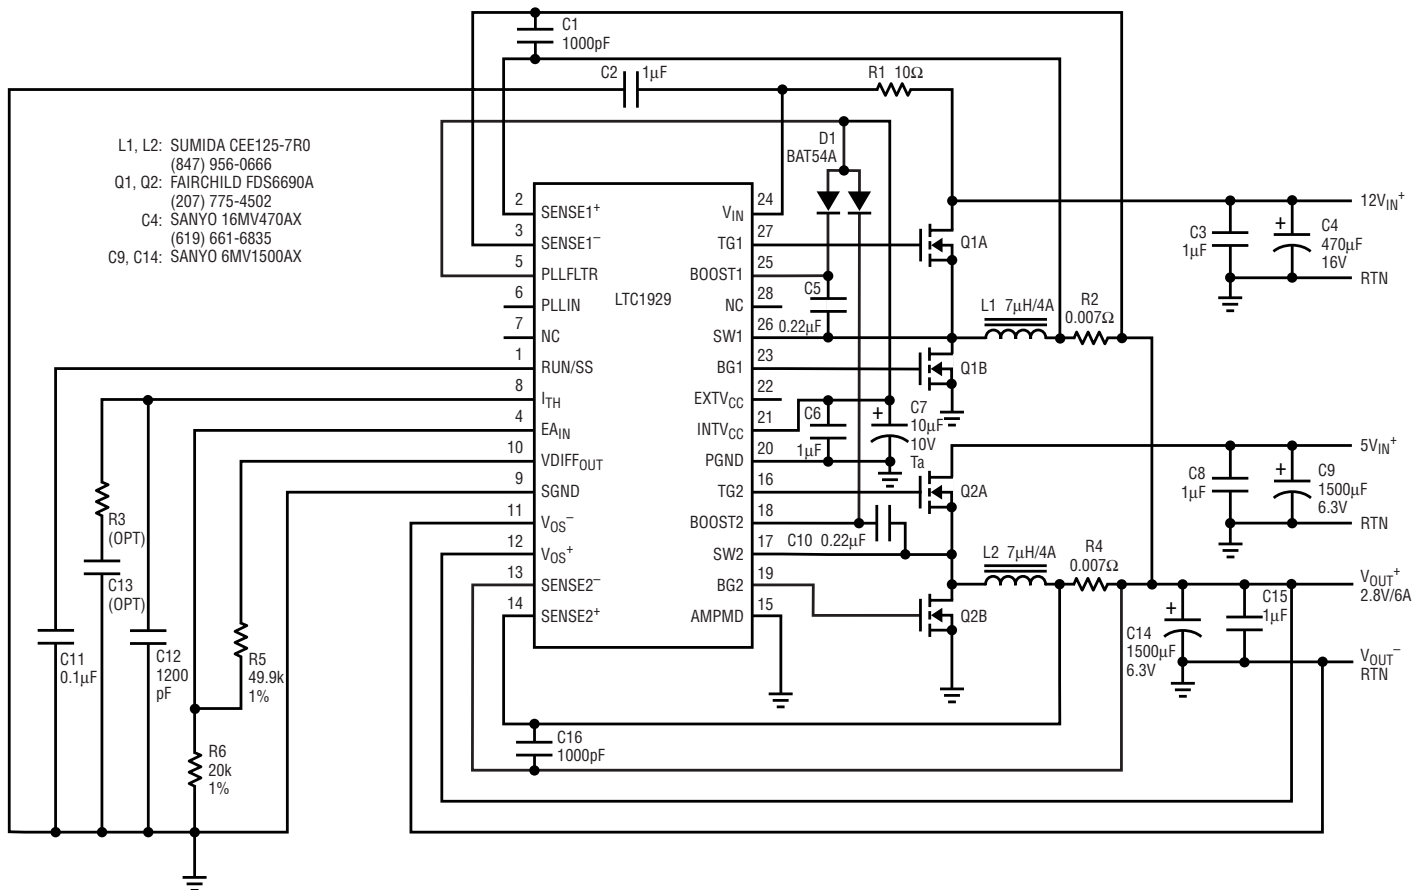 C1
1000pF
C2 1µF
R1 10Ω
L1, L2: SUMIDA CEE125-7R0
(847) 956-0666
Q1, Q2: FAIRCHILD FDS6690A
(207) 775-4502
C4: SANYO 16MV470AX
(619) 661-6835
C9, C14: SANYO 6MV1500AX
D1
BAT54A
LTC1929
2 SENSE1+
3 SENSE1−
5 PLLFLTR
6 PLLIN
7 NC
1 RUN/SS
8 ITH
4 EAIN
10 VDIFFOUT
9 SGND
11 VOS−
12 VOS+
13 SENSE2−
14 SENSE2+
VIN 24
TG1 27
BOOST1 25
NC 28
SW1 26
BG1 23
EXTVCC 22
INTVCC 21
PGND 20
TG2 16
BOOST2 18
SW2 17
BG2 19
AMPMD 15
C5
0.22µF
Q1A
Q1B
L1 7µH/4A
R2
0.007Ω
12VIN+
C3
1µF
+ C4
470µF
16V
RTN
C6
1µF
+ C7
10µF
10V
Ta
Q2A
C10 0.22µF
Q2B
L2 7µH/4A
R4
0.007Ω
5VIN+
C8
1µF
+ C9
1500µF
6.3V
RTN
VOUT+
2.8V/6A
+
C14
1500µF
6.3V
C15
1µF
VOUT−
RTN
R3
(OPT)
C13
(OPT)
C11
0.1µF
C12
1200
pF
R5
49.9k
1%
R6
20k
1%
C16
1000pF